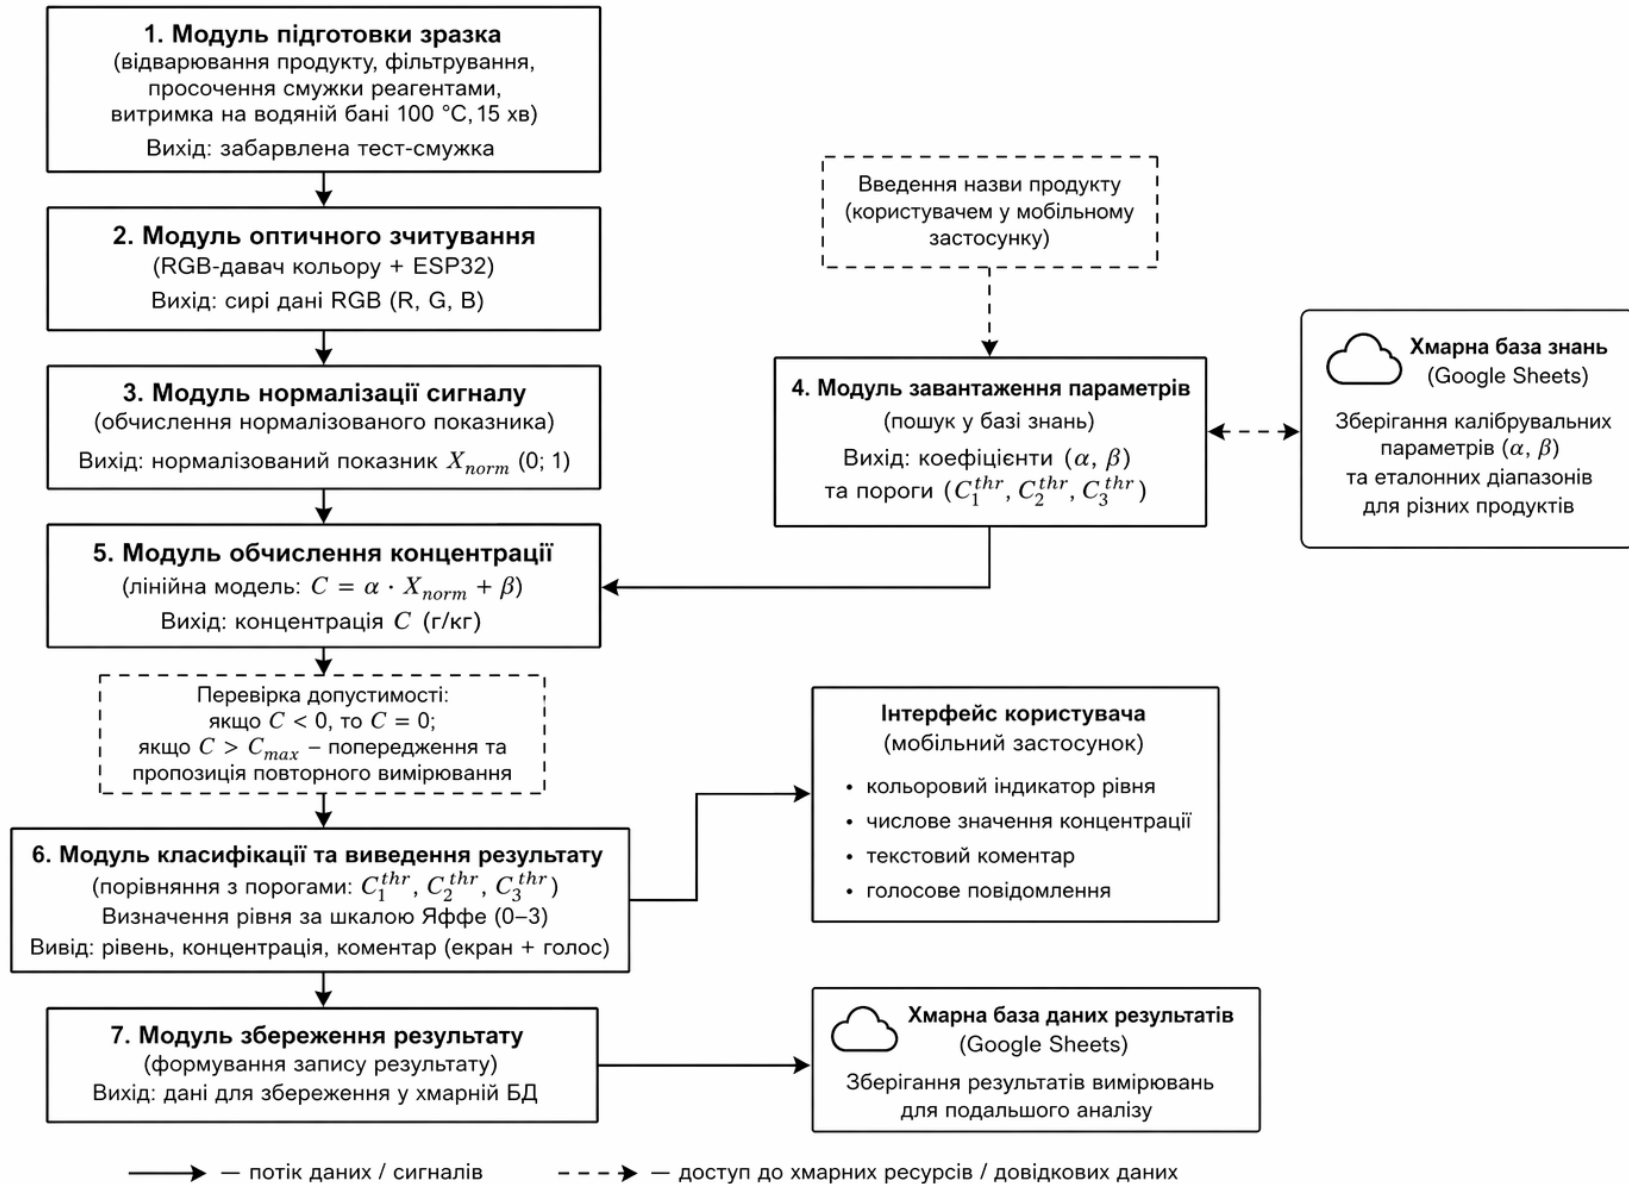 1. Модуль підготовки зразка
(відварювання продукту, фільтрування,
просочення смужки реагентами,
витримка на водяній бані 100 °C, 15 хв)
Вихід: забарвлена тест-смужка
2. Модуль оптичного зчитування
(RGB-давач кольору + ESP32)
Вихід: сирі дані RGB (R, G, B)
3. Модуль нормалізації сигналу
(обчислення нормалізованого показника)
Вихід: нормалізований показник X_norm (0; 1)
Введення назви продукту
(користувачем у мобільному
застосунку)
4. Модуль завантаження параметрів
(пошук у базі знань)
Вихід: коефіцієнти (α, β)
та пороги (C_1^thr, C_2^thr, C_3^thr)
Хмарна база знань
(Google Sheets)
Зберігання калібрувальних
параметрів (α, β)
та еталонних діапазонів
для різних продуктів
5. Модуль обчислення концентрації
(лінійна модель: C = α · X_norm + β)
Вихід: концентрація C (г/кг)
Перевірка допустимості:
якщо C < 0, то C = 0;
якщо C > C_max – попередження та
пропозиція повторного вимірювання
6. Модуль класифікації та виведення результату
(порівняння з порогами: C_1^thr, C_2^thr, C_3^thr)
Визначення рівня за шкалою Яффе (0–3)
Вивід: рівень, концентрація, коментар (екран + голос)
Інтерфейс користувача
(мобільний застосунок)
• кольоровий індикатор рівня
• числове значення концентрації
• текстовий коментар
• голосове повідомлення
7. Модуль збереження результату
(формування запису результату)
Вихід: дані для збереження у хмарній БД
Хмарна база даних результатів
(Google Sheets)
Зберігання результатів вимірювань
для подальшого аналізу
— потік даних / сигналів
— доступ до хмарних ресурсів / довідкових даних